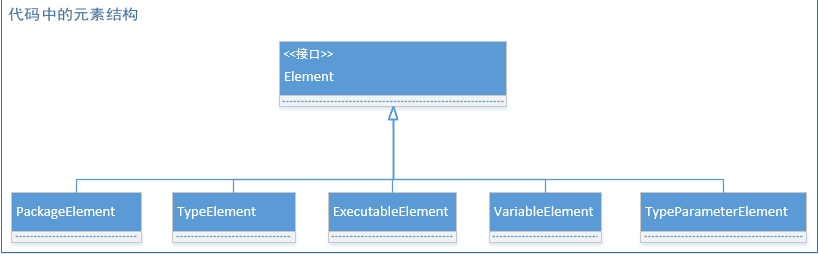 代码中的元素结构
<<接口>>
Element
PackageElement
TypeElement
ExecutableElement
VariableElement
TypeParameterElement